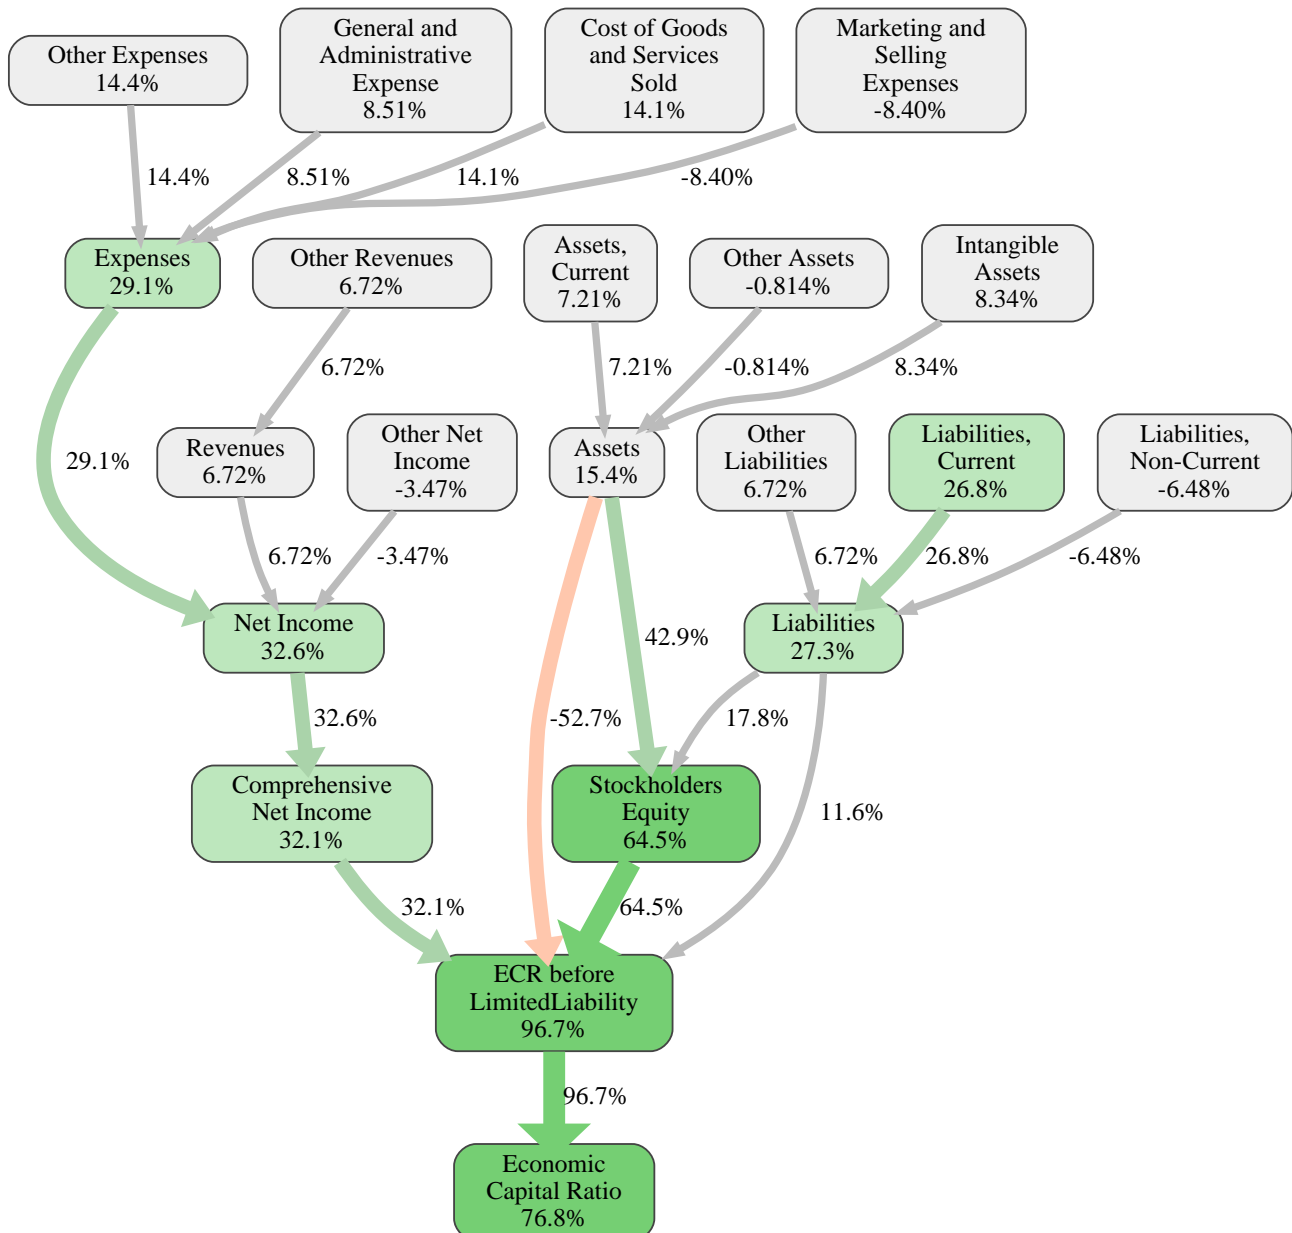 Other Expenses
14.4%
General and
Administrative
Expense
8.51%
Cost of Goods
and Services
Sold
14.1%
Marketing and
Selling
Expenses
-8.40%
14.4%
8.51%
14.1%
-8.40%
Expenses
29.1%
Other Revenues
6.72%
Assets,
Current
7.21%
Other Assets
-0.814%
Intangible
Assets
8.34%
6.72%
7.21%
-0.814%
8.34%
29.1%
Revenues
6.72%
Other Net
Income
-3.47%
Assets
15.4%
Other
Liabilities
6.72%
Liabilities,
Current
26.8%
Liabilities,
Non-Current
-6.48%
6.72%
-3.47%
6.72%
26.8%
-6.48%
Net Income
32.6%
42.9%
Liabilities
27.3%
32.6%
-52.7%
17.8%
Comprehensive
Net Income
32.1%
Stockholders
Equity
64.5%
11.6%
32.1%
64.5%
ECR before
LimitedLiability
96.7%
96.7%
Economic
Capital Ratio
76.8%